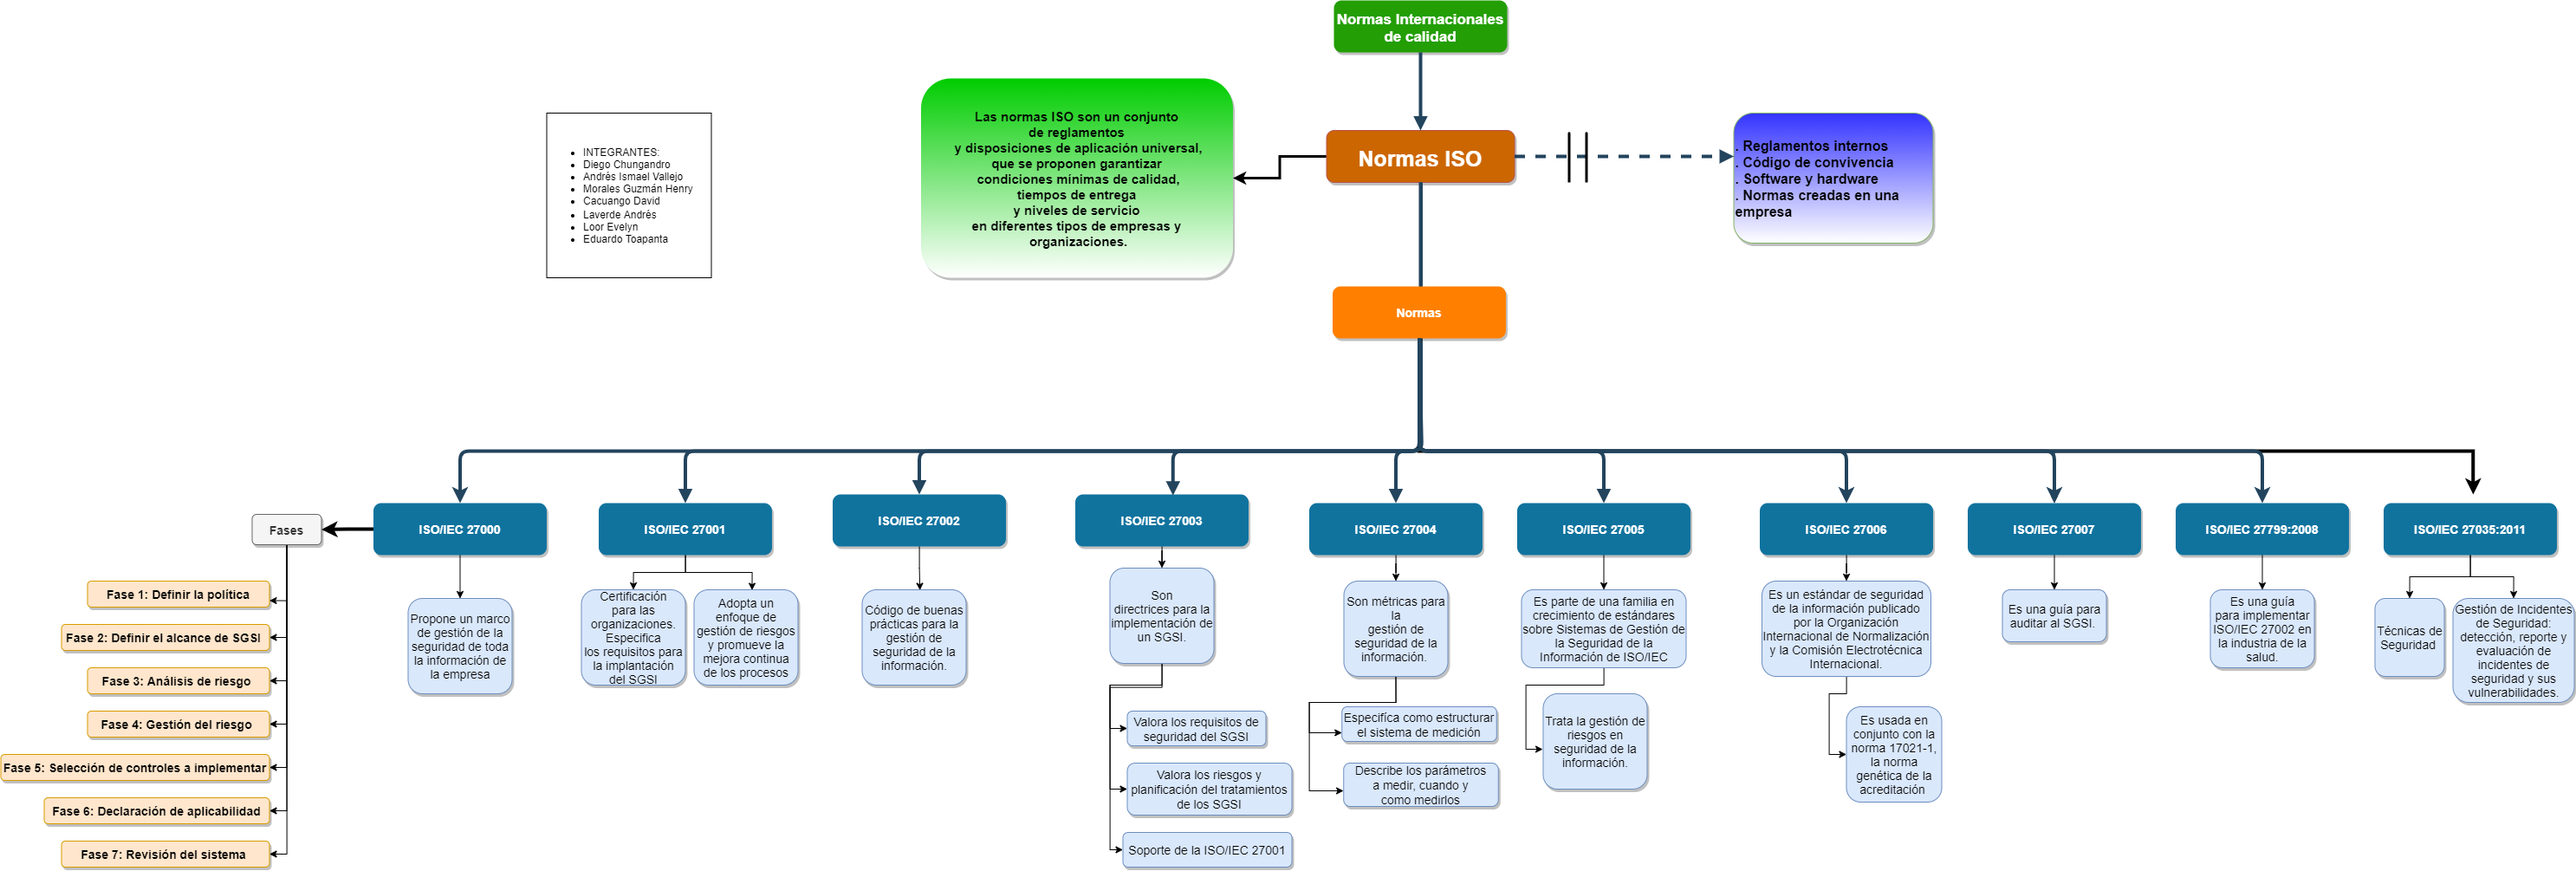 Normas Internacionales
de calidad
Las normas ISO son un conjunto
de reglamentos
y disposiciones de aplicación universal,
que se proponen garantizar
condiciones mínimas de calidad,
tiempos de entrega
y niveles de servicio
en diferentes tipos de empresas y
organizaciones.
Normas ISO
. Reglamentos internos
. Código de convivencia
. Software y hardware
. Normas creadas en una
empresa
• INTEGRANTES:
• Diego Chungandro
• Andrés Ismael Vallejo
• Morales Guzmán Henry
• Cacuango David
• Laverde Andrés
• Loor Evelyn
• Eduardo Toapanta
Normas
Fases
ISO/IEC 27000
ISO/IEC 27001
ISO/IEC 27002
ISO/IEC 27003
ISO/IEC 27004
ISO/IEC 27005
ISO/IEC 27006
ISO/IEC 27007
ISO/IEC 27799:2008
ISO/IEC 27035:2011
Fase 1: Definir la política
Fase 2: Definir el alcance de SGSI
Fase 3: Análisis de riesgo
Fase 4: Gestión del riesgo
Fase 5: Selección de controles a implementar
Fase 6: Declaración de aplicabilidad
Fase 7: Revisión del sistema
Propone un marco
de gestión de la
seguridad de toda
la información de
la empresa
Certificación
para las
organizaciones.
Especifica
los requisitos para
la implantación
del SGSI
Adopta un
enfoque de
gestión de riesgos
y promueve la
mejora continua
de los procesos
Código de buenas
prácticas para la
gestión de
seguridad de la
información.
Son
directrices para la
implementación de
un SGSI.
Valora los requisitos de
seguridad del SGSI
Valora los riesgos y
planificación del tratamientos
de los SGSI
Soporte de la ISO/IEC 27001
Son métricas para
la
gestión de
seguridad de la
información.
Especifíca como estructurar
el sistema de medición
Describe los parámetros
a medir, cuando y
como medirlos
Es parte de una familia en
crecimiento de estándares
sobre Sistemas de Gestión de
la Seguridad de la
Información de ISO/IEC
Trata la gestión de
riesgos en
seguridad de la
información.
Es un estándar de seguridad
de la información publicado
por la Organización
Internacional de Normalización
y la Comisión Electrotécnica
Internacional.
Es usada en
conjunto con la
norma 17021-1,
la norma
genética de la
acreditación
Es una guía para
auditar al SGSI.
Es una guía
para implementar
ISO/IEC 27002 en
la industria de la
salud.
Técnicas de
Seguridad
Gestión de Incidentes
de Seguridad:
detección, reporte y
evaluación de
incidentes de
seguridad y sus
vulnerabilidades.